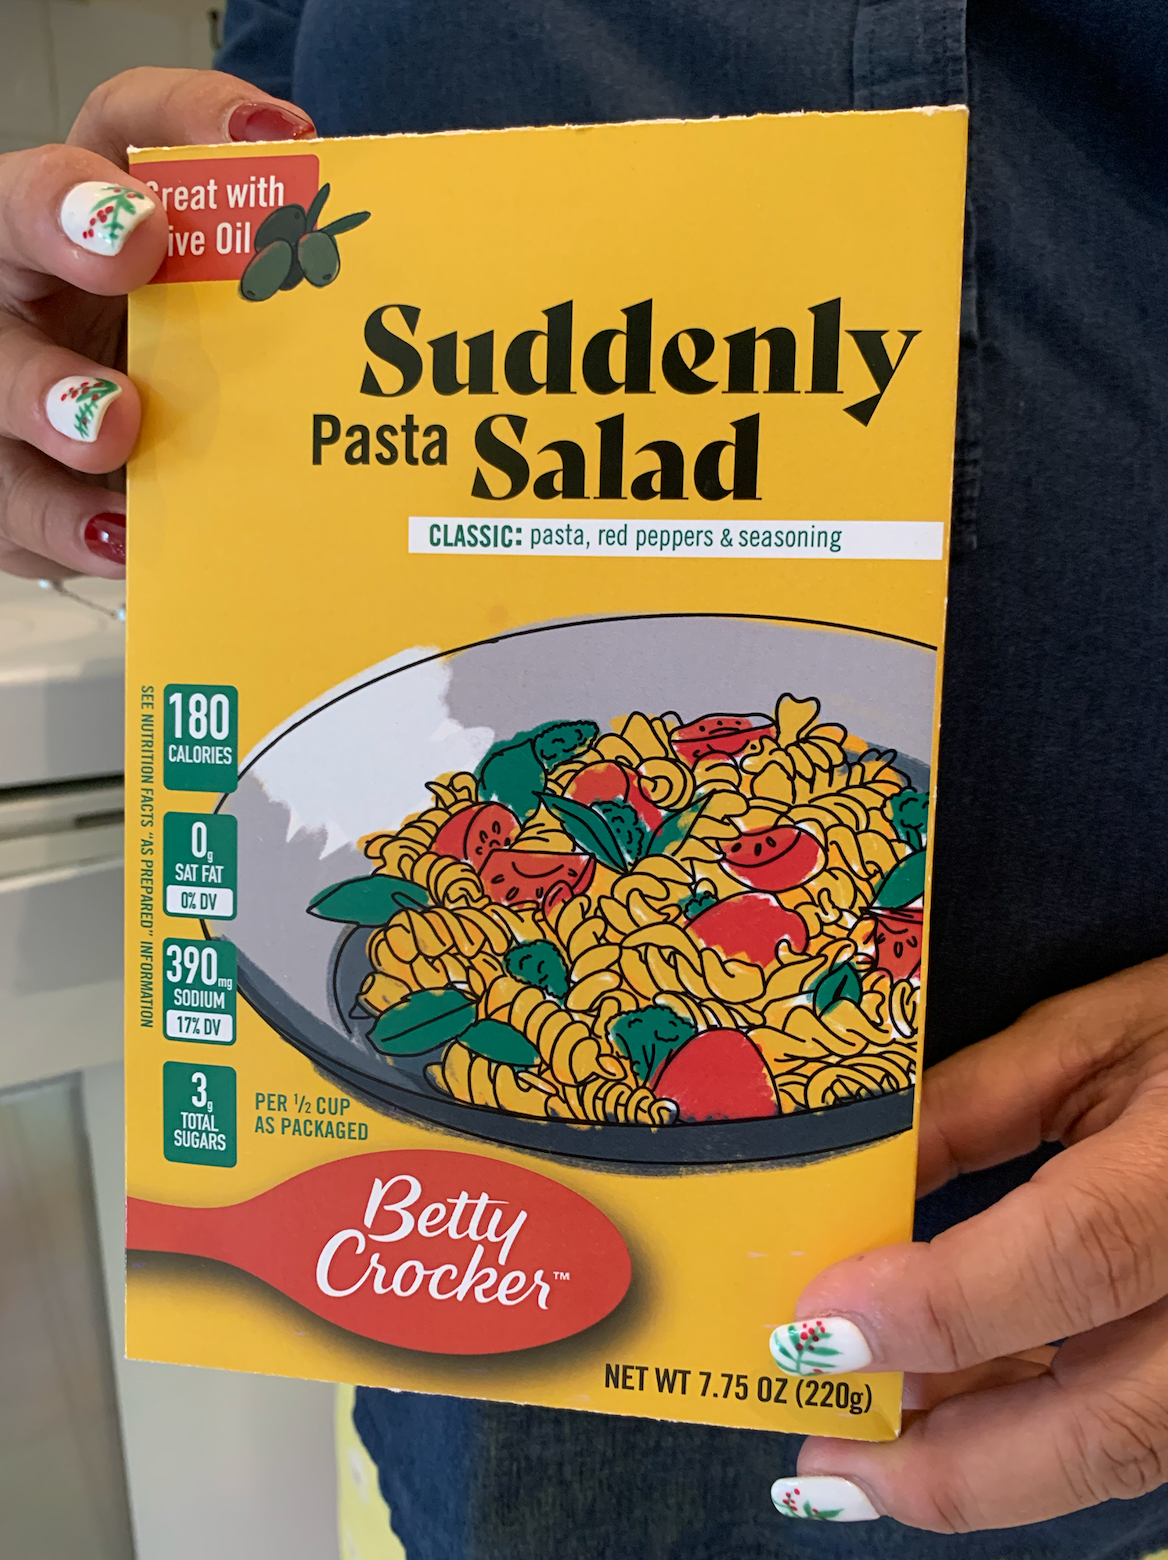 with
Oil
Suddenly
Pasta Salad
CLASSIC: pasta, red peppers & seasoning
SEE NUTRITION FACTS "AS PREPARED" INFORMATION
180
CALORIES
0g
SAT FAT
0% DV
390mg
SODIUM
17% DV
3g
TOTAL
SUGARS
PER 1/2 CUP
AS PACKAGED
Betty
Crocker™
NET WT 7.75 OZ (220g)